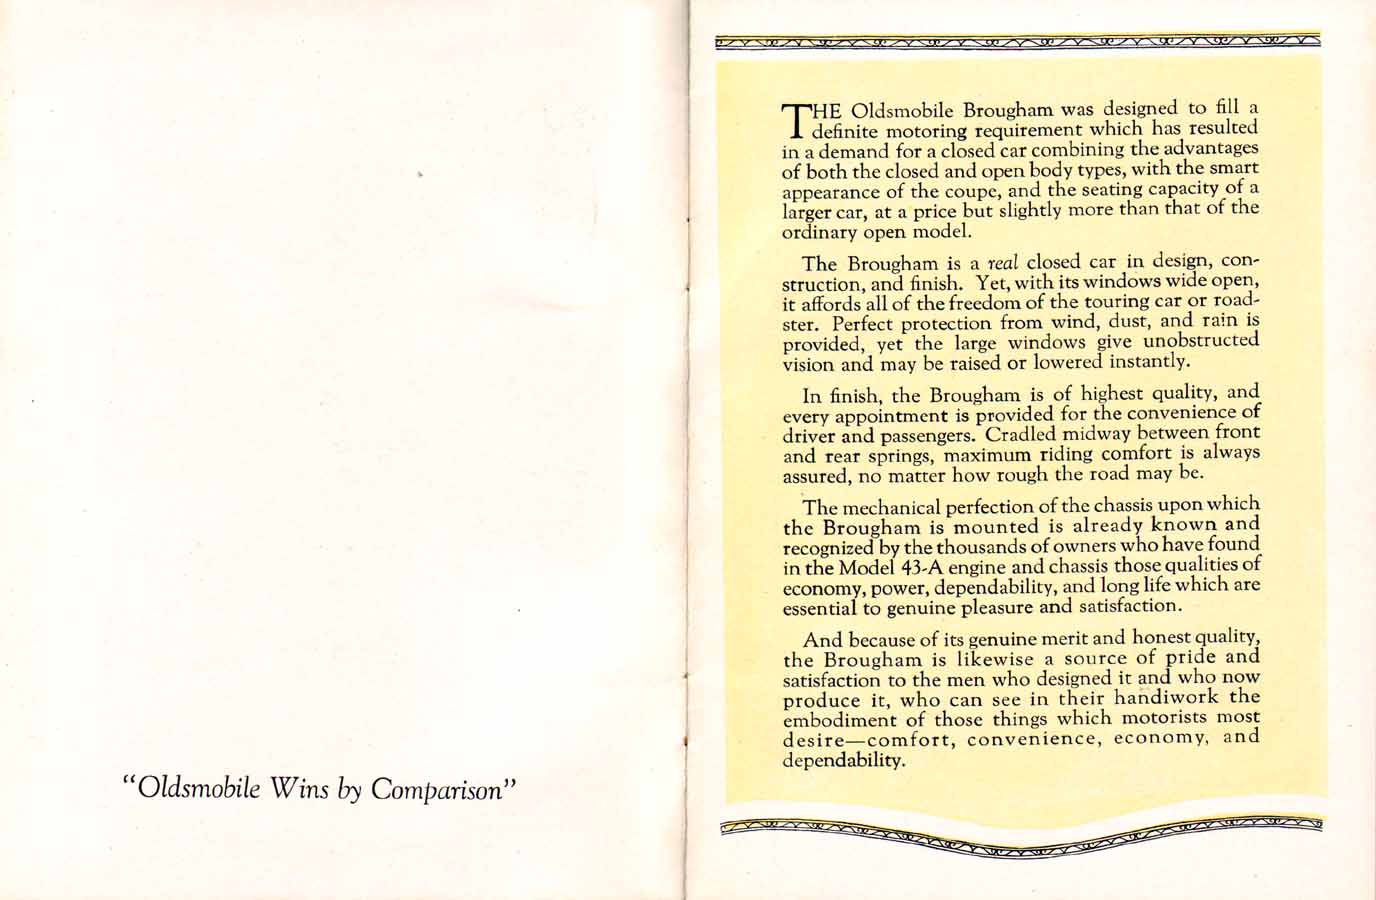 "Oldsmobile Wins by Comparison"
THE Oldsmobile Brougham was designed to fill a
definite motoring requirement which has resulted
in a demand for a closed car combining the advantages
of both the closed and open body types, with the smart
appearance of the coupe, and the seating capacity of a
larger car, at a price but slightly more than that of the
ordinary open model.
The Brougham is a real closed car in design, con-
struction, and finish. Yet, with its windows wide open,
it affords all of the freedom of the touring car or road-
ster. Perfect protection from wind, dust, and rain is
provided, yet the large windows give unobstructed
vision and may be raised or lowered instantly.
In finish, the Brougham is of highest quality, and
every appointment is provided for the convenience of
driver and passengers. Cradled midway between front
and rear springs, maximum riding comfort is always
assured, no matter how rough the road may be.
The mechanical perfection of the chassis upon which
the Brougham is mounted is already known and
recognized by the thousands of owners who have found
in the Model 43-A engine and chassis those qualities of
economy, power, dependability, and long life which are
essential to genuine pleasure and satisfaction.
And because of its genuine merit and honest quality,
the Brougham is likewise a source of pride and
satisfaction to the men who designed it and who now
produce it, who can see in their handiwork the
embodiment of those things which motorists most
desire—comfort, convenience, economy, and
dependability.